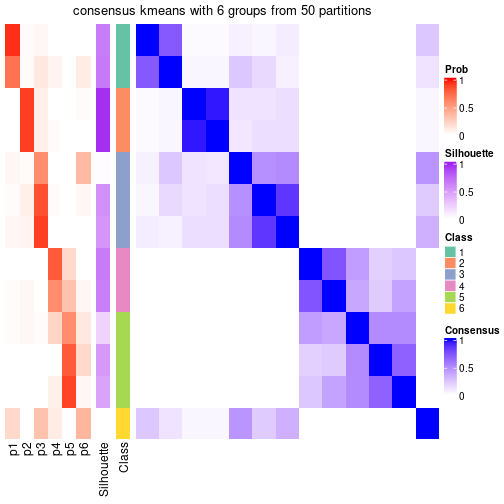 consensus kmeans with 6 groups from 50 partitions
Prob
1
0.5
0
Silhouette
1
0.5
0
Class
1
2
3
4
5
6
Consensus
1
0.5
0
p1
p2
p3
p4
p5
p6
Silhouette
Class